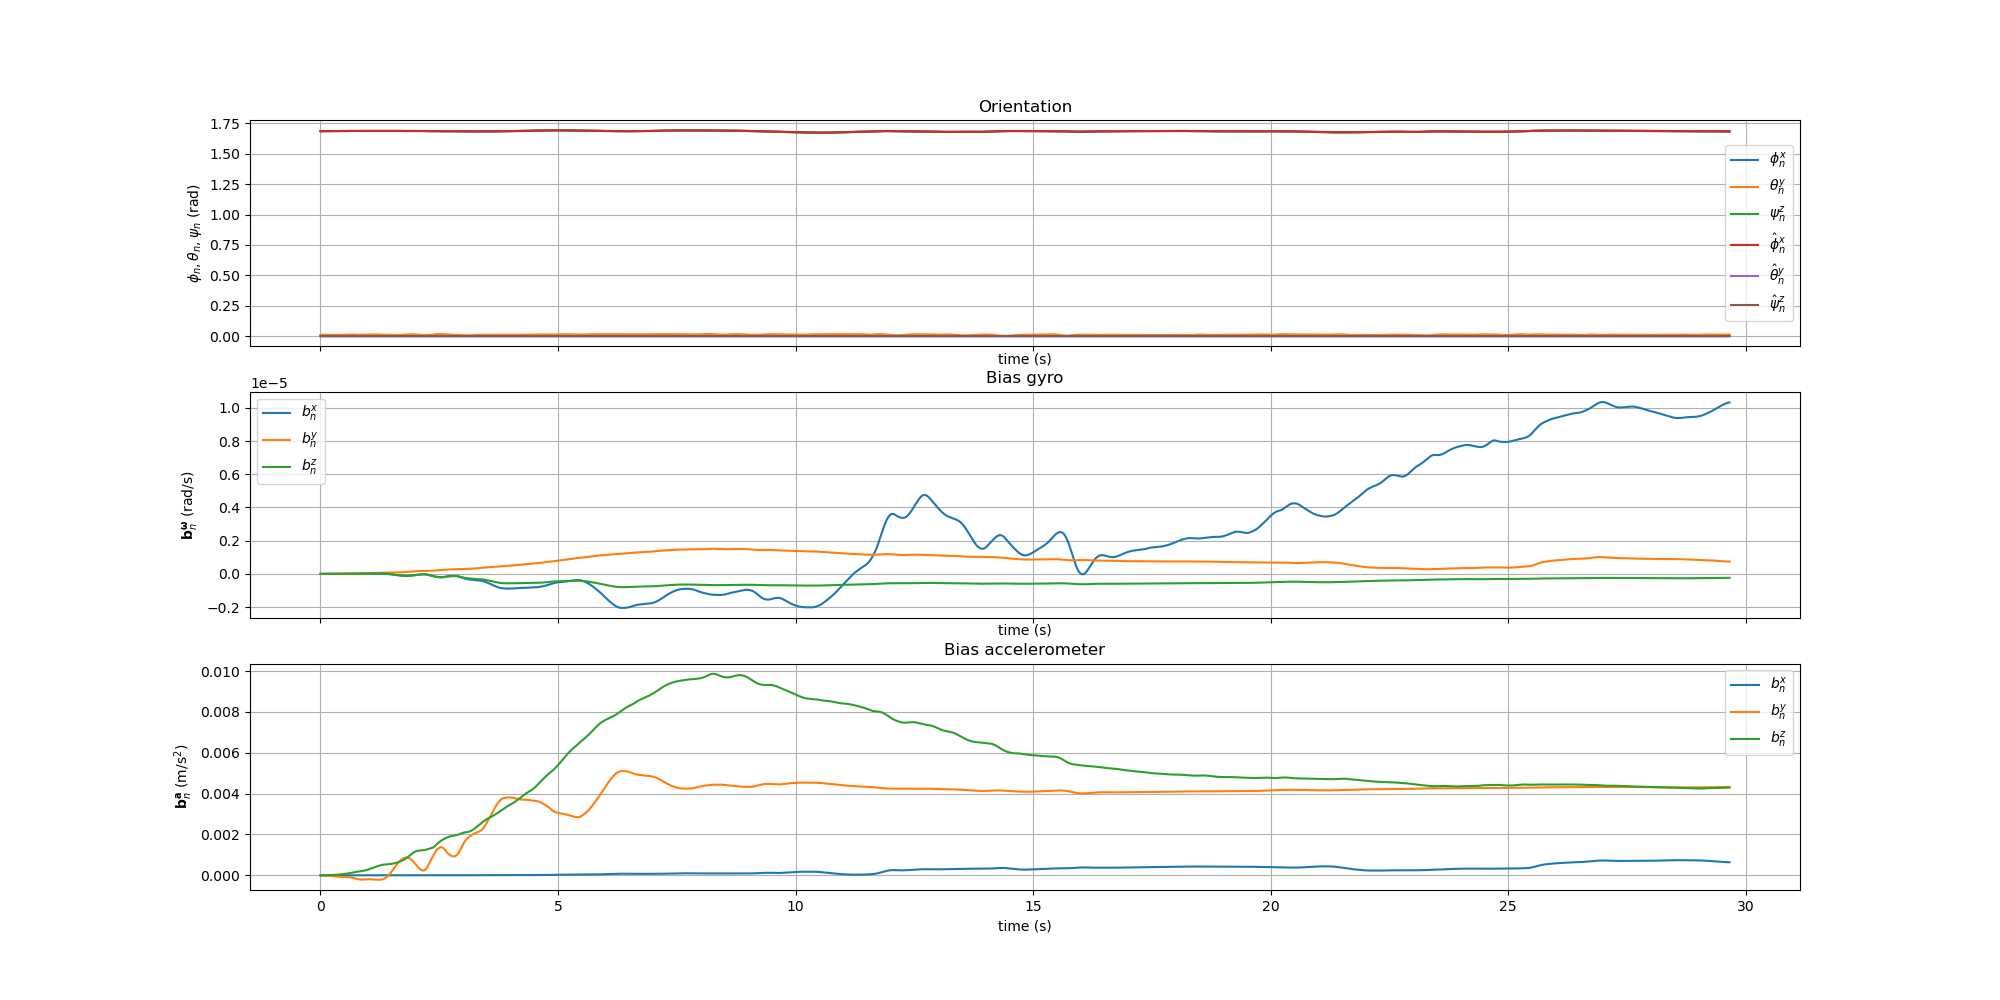 Orientation
1.75
1.50
1.25
1.00
0.75
0.50
0.25
0.00
ϕₙ, θₙ, ψₙ (rad)
ϕₙˣ
θₙʸ
ψₙᶻ
ϕ̂ₙˣ
θ̂ₙʸ
ψ̂ₙᶻ
time (s)
Bias gyro
1e−5
1.0
0.8
0.6
0.4
0.2
0.0
−0.2
𝐛ₙ^𝛚 (rad/s)
bₙˣ
bₙʸ
bₙᶻ
time (s)
Bias accelerometer
0.010
0.008
0.006
0.004
0.002
0.000
𝐛ₙ^𝐚 (m/s²)
bₙˣ
bₙʸ
bₙᶻ
0 5 10 15 20 25 30
time (s)